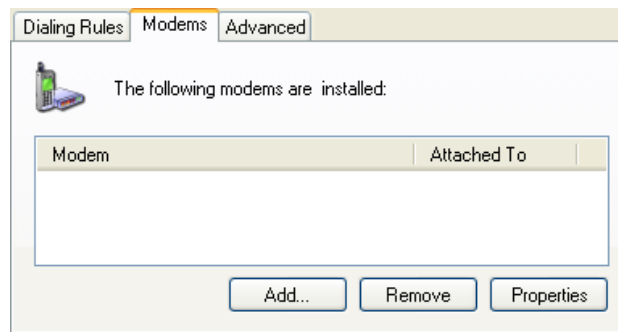 Dialing Rules Modems Advanced
The following modems are  installed:
Modem Attached To
Add... Remove Properties